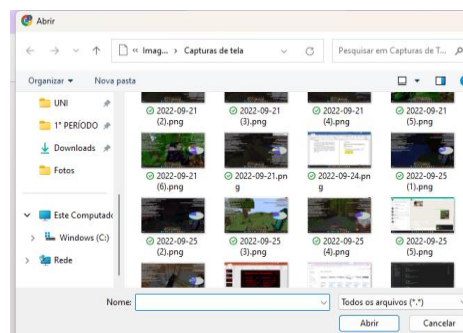 Abrir
« Imag... › Capturas de tela
Pesquisar em Capturas de T...
Organizar
Nova pasta
UNI
1° PERÍODO
Downloads
Fotos
Este Computado
Windows (C:)
Rede
2022-09-21
(2).png
2022-09-21
(3).png
2022-09-21
(4).png
2022-09-21
(5).png
2022-09-21
(6).png
2022-09-21.pn
g
2022-09-24.pn
g
2022-09-25
(1).png
2022-09-25
(2).png
2022-09-25
(3).png
2022-09-25
(4).png
2022-09-25
(5).png
Nome:
Todos os arquivos (*.*)
Abrir
Cancelar